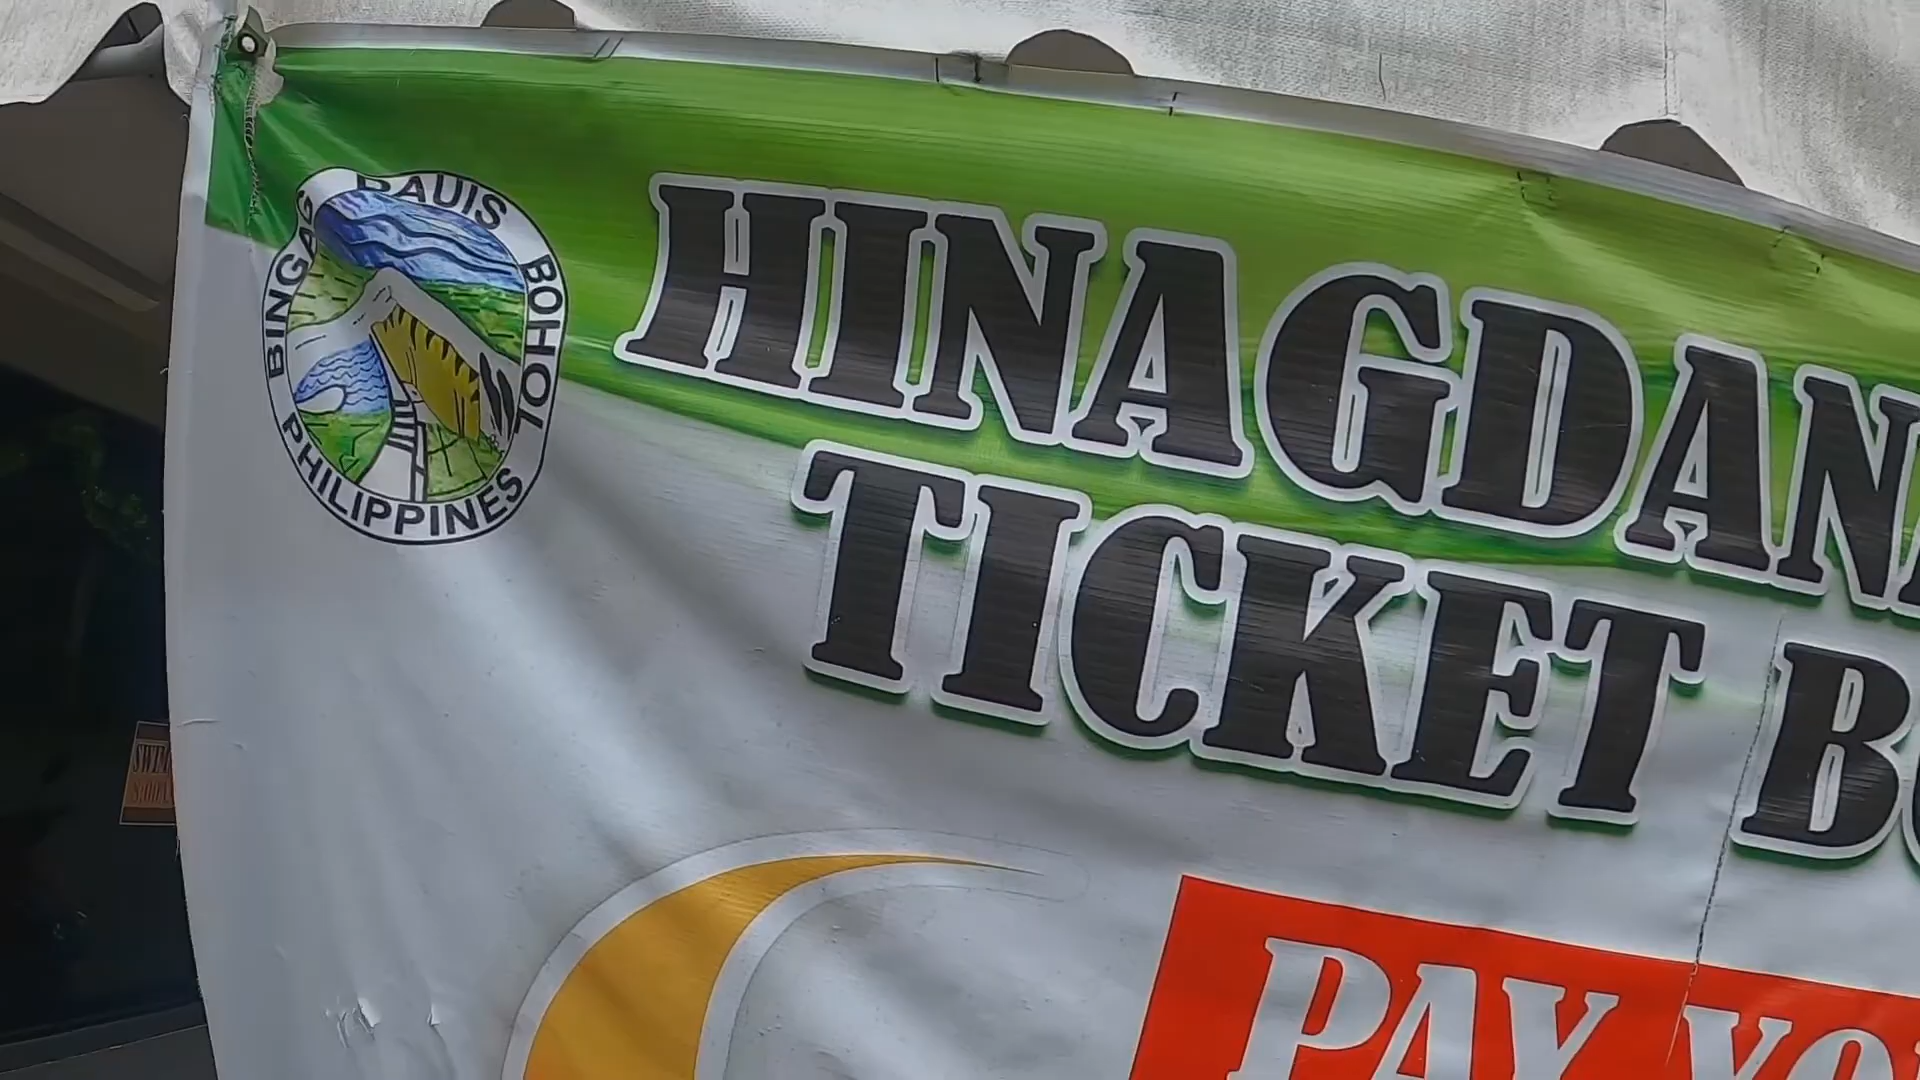 BINGAG DAUIS BOHOL
PHILIPPINES
HINAGDAN
TICKET B
PAY YO